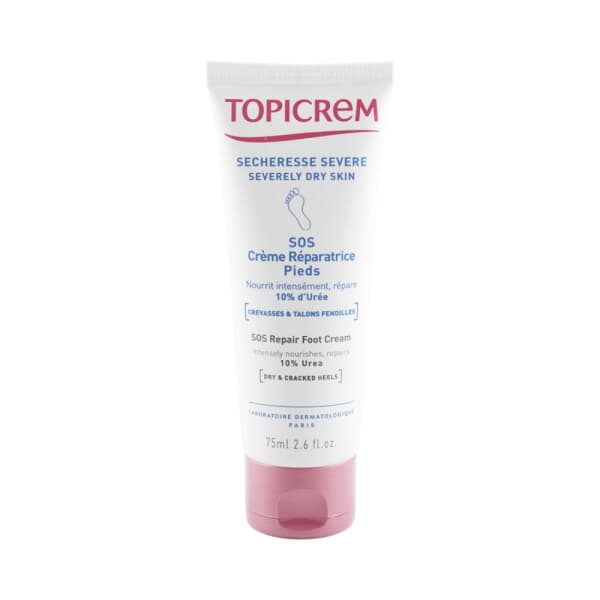 TOPICREM
SECHERESSE SEVERE
SEVERELY DRY SKIN
SOS
Crème Réparatrice
Pieds
Nourrit intensément, répare
10% d'Urée
[CREVASSES & TALONS FENDILLES]
SOS Repair Foot Cream
Intensely nourishes, repairs
10% Urea
[DRY & CRACKED HEELS]
LABORATOIRE DERMATOLOGIQUE
PARIS
75ml 2.6 fl.oz.